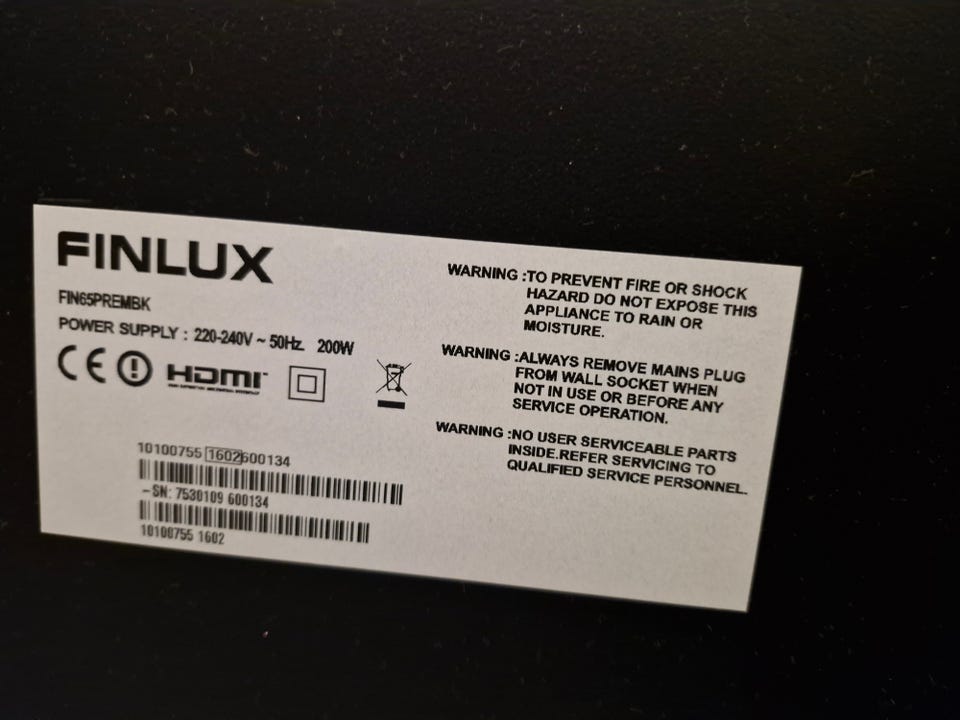 FINLUX
FIN65PREMBK
POWER SUPPLY : 220-240V ~ 50Hz 200W
CE HDMI
10100755 1602600134
-SN: 7530109 600134
10100755 1602
WARNING :TO PREVENT FIRE OR SHOCK
HAZARD DO NOT EXPOSE THIS
APPLIANCE TO RAIN OR
MOISTURE.
WARNING :ALWAYS REMOVE MAINS PLUG
FROM WALL SOCKET WHEN
NOT IN USE OR BEFORE ANY
SERVICE OPERATION.
WARNING :NO USER SERVICEABLE PARTS
INSIDE.REFER SERVICING TO
QUALIFIED SERVICE PERSONNEL.